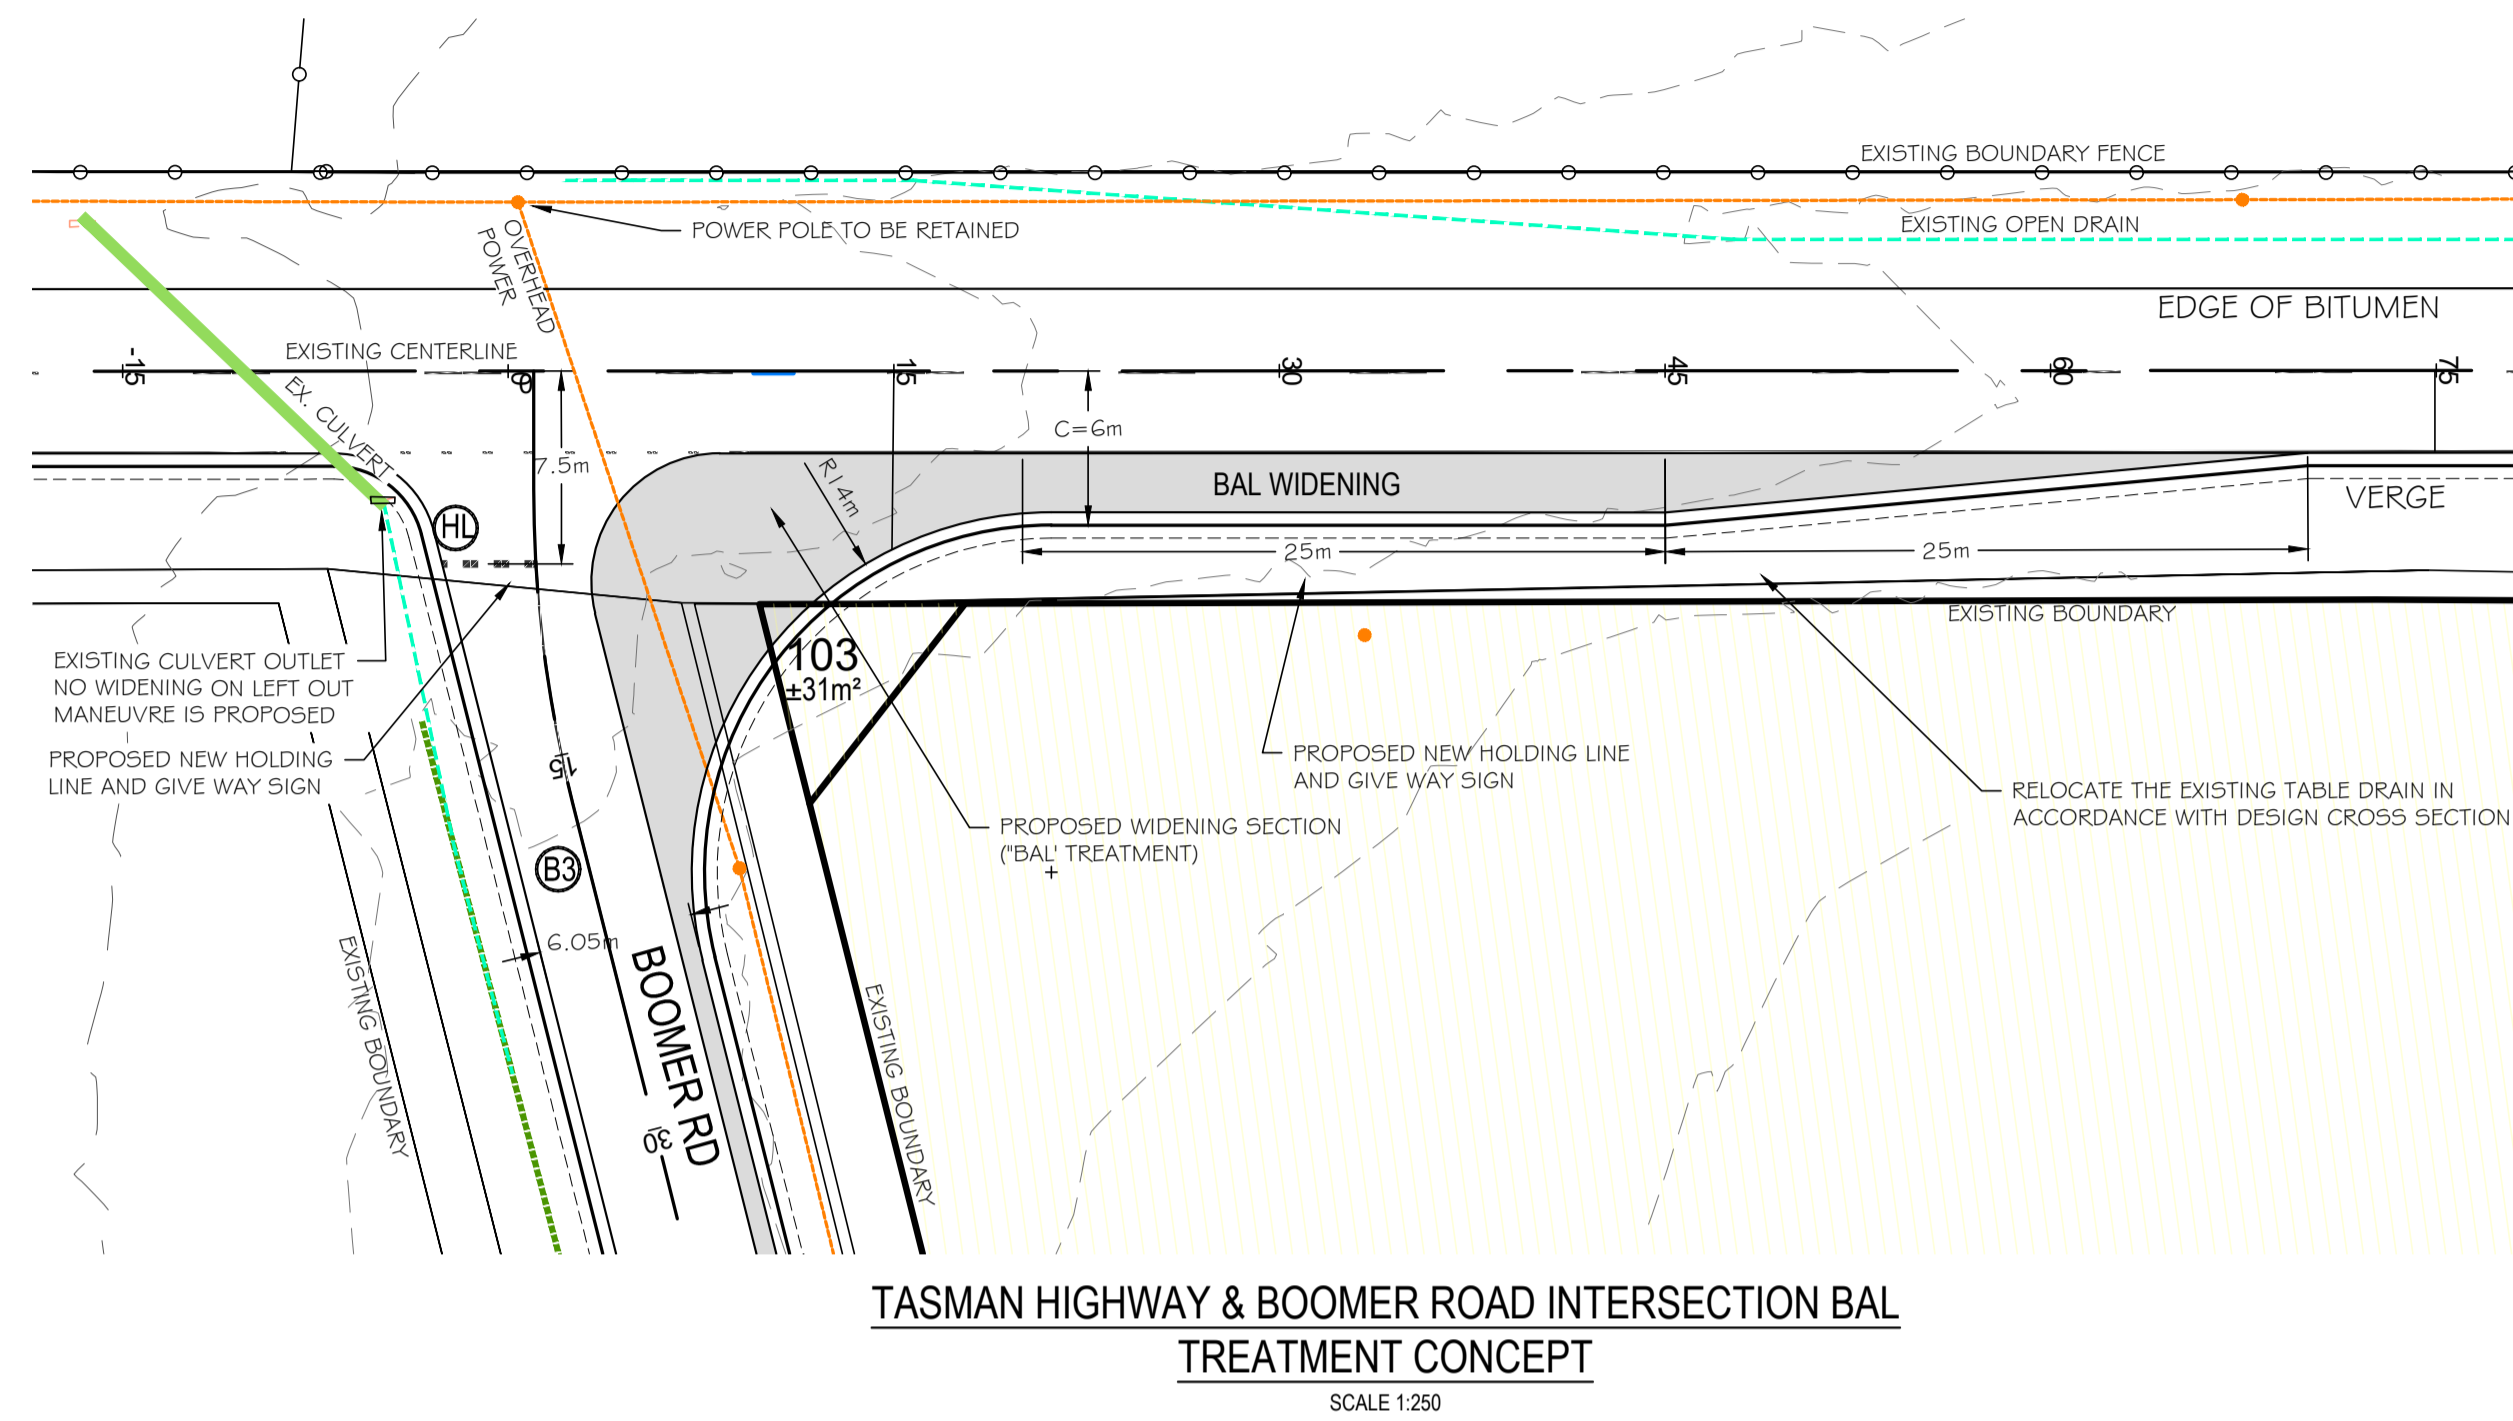 EXISTING BOUNDARY FENCE
POWER POLE TO BE RETAINED
EXISTING OPEN DRAIN
OVERHEAD
POWER
EDGE OF BITUMEN
EXISTING CENTERLINE
-15
0
0
15
30
45
60
75
EX. CULVERT
C=6m
7.5m
R14m
BAL WIDENING
VERGE
HL
25m
25m
EXISTING BOUNDARY
103
±31m²
EXISTING CULVERT OUTLET
NO WIDENING ON LEFT OUT
MANEUVRE IS PROPOSED
PROPOSED NEW HOLDING
LINE AND GIVE WAY SIGN
15
PROPOSED NEW HOLDING LINE
AND GIVE WAY SIGN
RELOCATE THE EXISTING TABLE DRAIN IN
ACCORDANCE WITH DESIGN CROSS SECTION
PROPOSED WIDENING SECTION
("BAL' TREATMENT)
B3
6.05m
BOOMER RD
EXISTING BOUNDARY
EXISTING BOUNDARY
30
TASMAN HIGHWAY & BOOMER ROAD INTERSECTION BAL
TREATMENT CONCEPT
SCALE 1:250